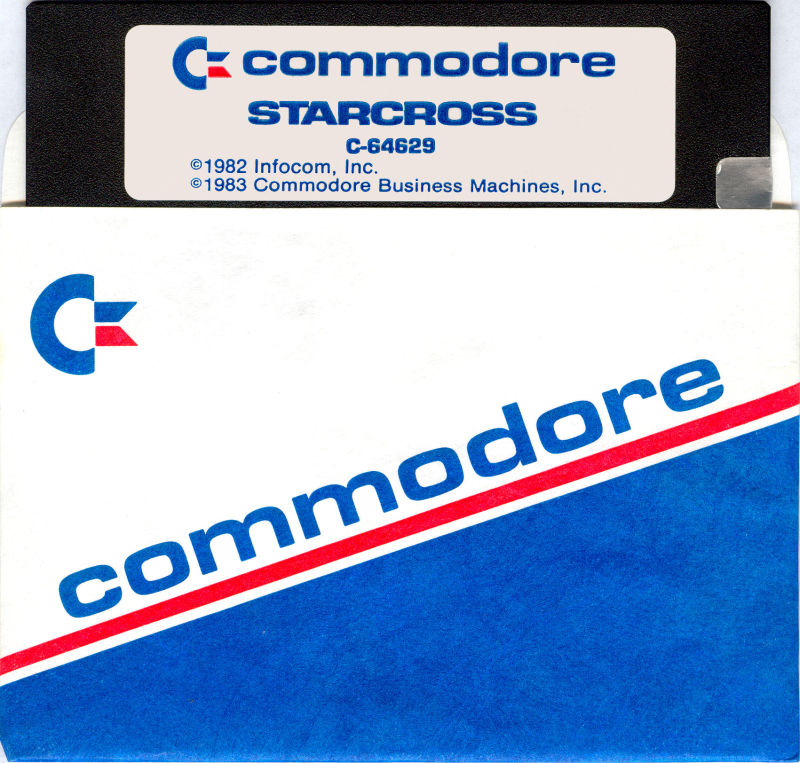 commodore
STARCROSS
C-64629
©1982 Infocom, Inc.
©1983 Commodore Business Machines, Inc.
commodore